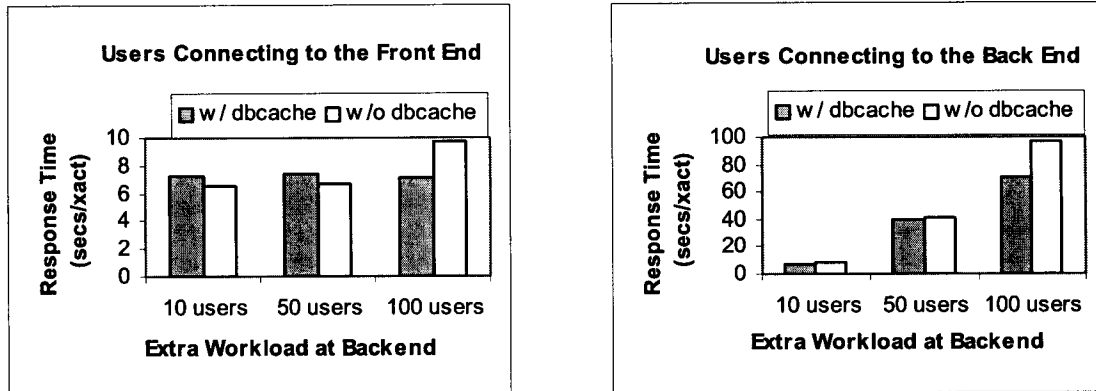 Users Connecting to the Front End
w/ dbcache w/o dbcache
Response Time
(secs/xact)
10
8
6
4
2
0
10 users 50 users 100 users
Extra Workload at Backend
Users Connecting to the Back End
w/ dbcache w/o dbcache
Response Time
(secs/xact)
100
80
60
40
20
0
10 users 50 users 100 users
Extra Workload at Backend